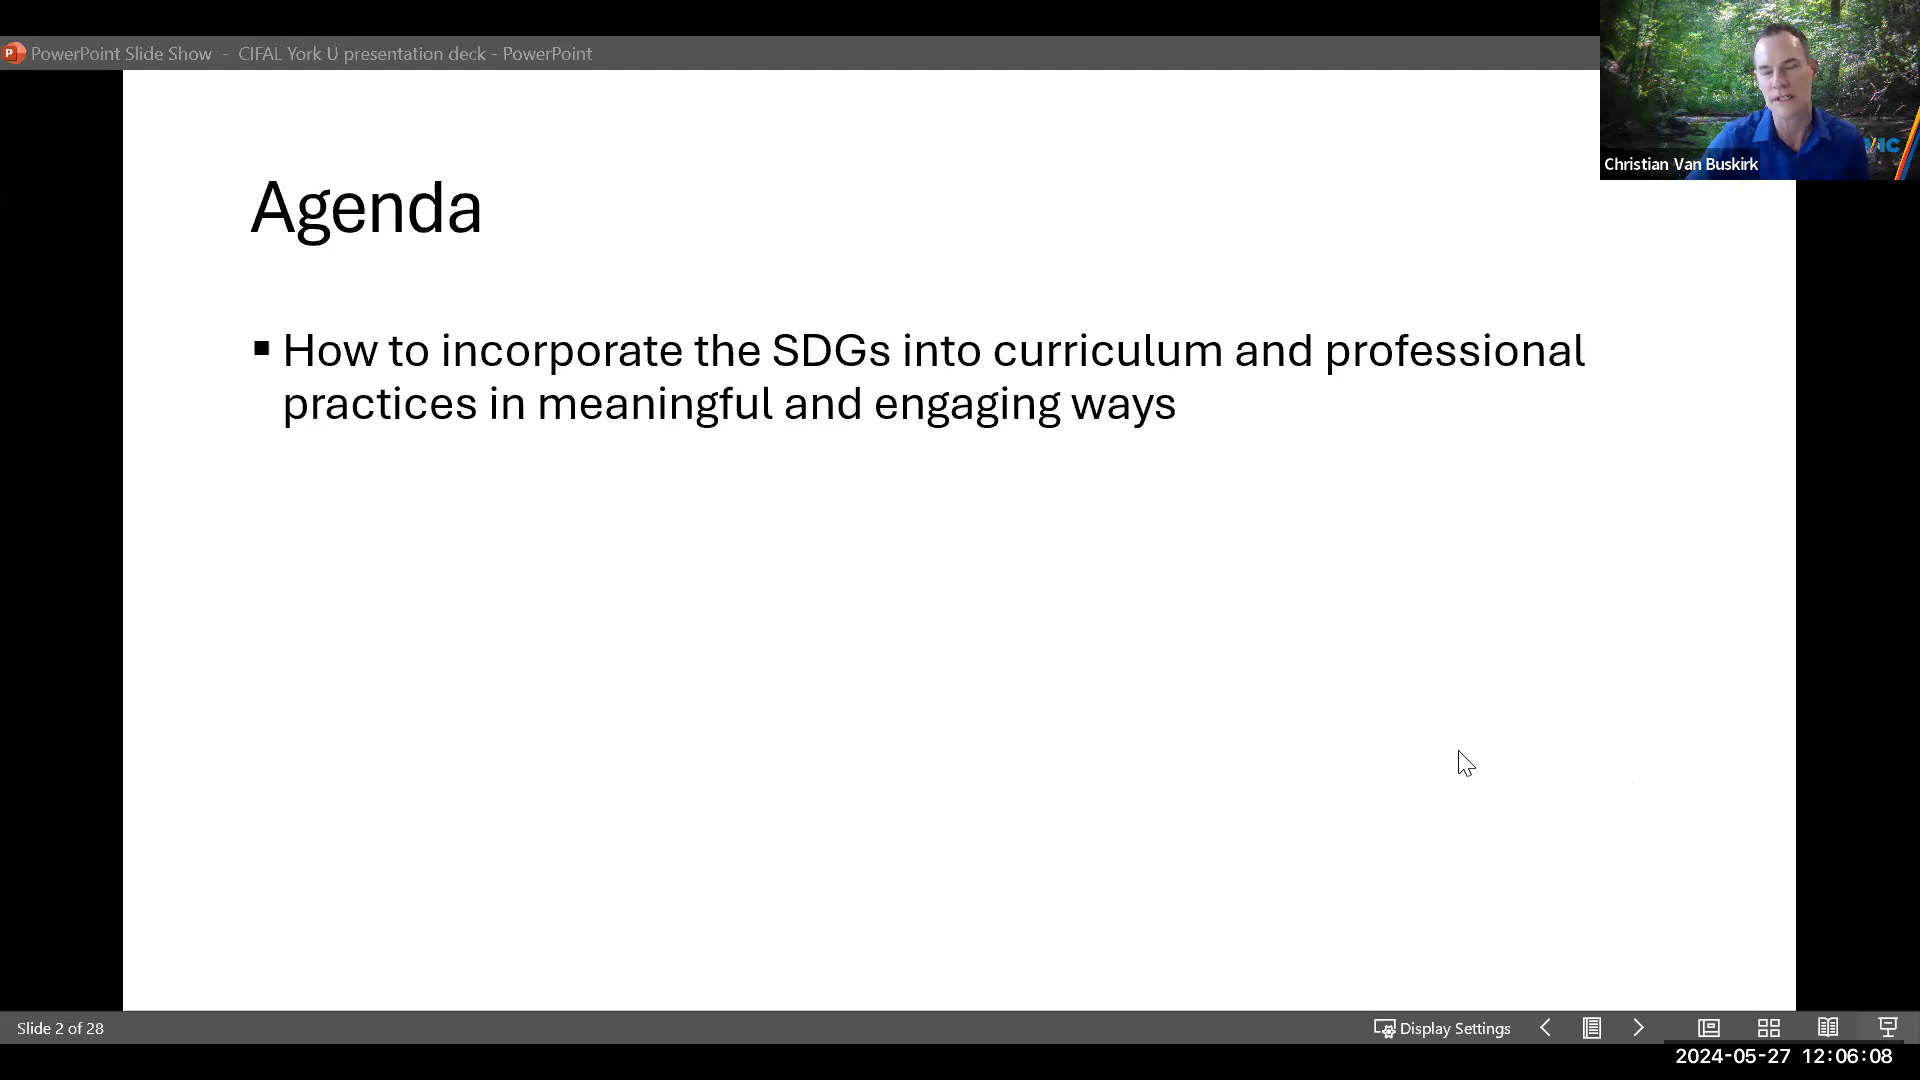 PowerPoint Slide Show - CIFAL York U presentation deck - PowerPoint
Christian Van Buskirk
Agenda
▪ How to incorporate the SDGs into curriculum and professional
practices in meaningful and engaging ways
Slide 2 of 28
Display Settings
2024-05-27 12:06:08